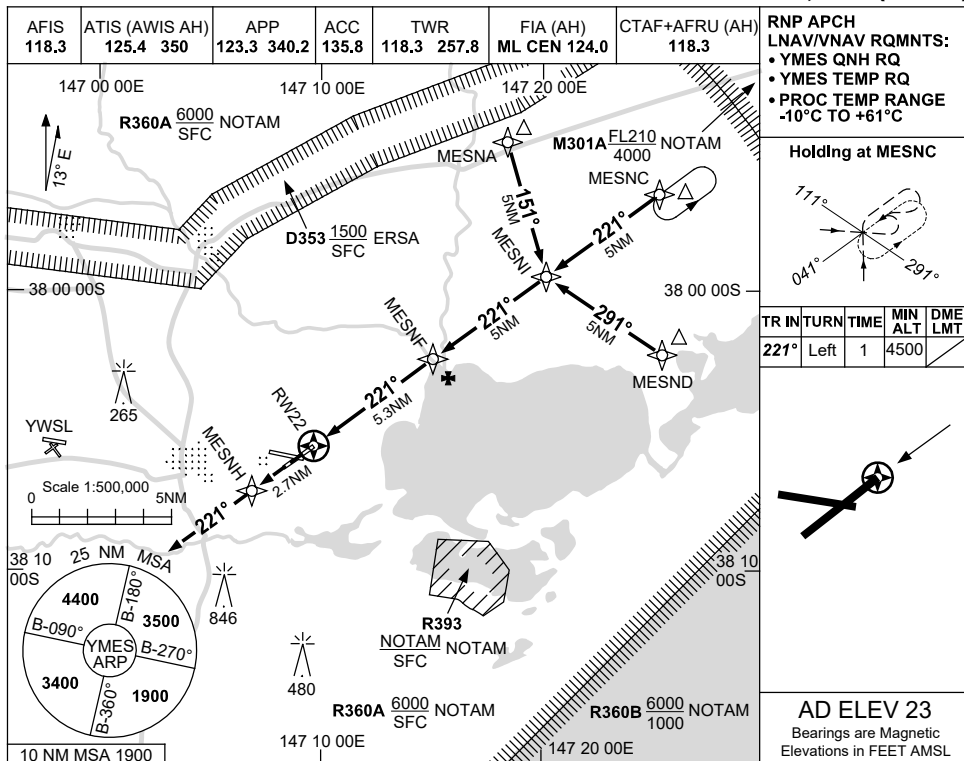 AFIS
118.3
ATIS (AWIS AH)
125.4 350
APP
123.3 340.2
ACC
135.8
TWR
118.3 257.8
FIA (AH)
ML CEN 124.0
CTAF+AFRU (AH)
118.3
RNP APCH
LNAV/VNAV RQMNTS:
• YMES QNH RQ
• YMES TEMP RQ
• PROC TEMP RANGE
-10°C TO +61°C
147 00 00E
147 10 00E
147 20 00E
R360A 6000
SFC NOTAM
13° E
MESNA
M301A FL210
4000 NOTAM
MESNC
151°
5NM
221°
5NM
D353 1500
SFC ERSA
MESNI
38 00 00S
38 00 00S
291°
5NM
MESND
221°
5NM
MESNF
221°
5.3NM
RW22
265
YWSL
MESNH
2.7NM
Scale 1:500,000
0
5NM
221°
38 10
00S
38 10
00S
25 NM MSA
4400
B-180°
3500
B-090°
YMES
ARP
B-270°
3400
B-360°
1900
846
480
R393
NOTAM
SFC NOTAM
R360A 6000
SFC NOTAM
R360B 6000
1000 NOTAM
10 NM MSA 1900
147 10 00E
147 20 00E
Holding at MESNC
111°
041°
291°
TR IN TURN TIME MIN ALT DME LMT
221° Left 1 4500
AD ELEV 23
Bearings are Magnetic
Elevations in FEET AMSL